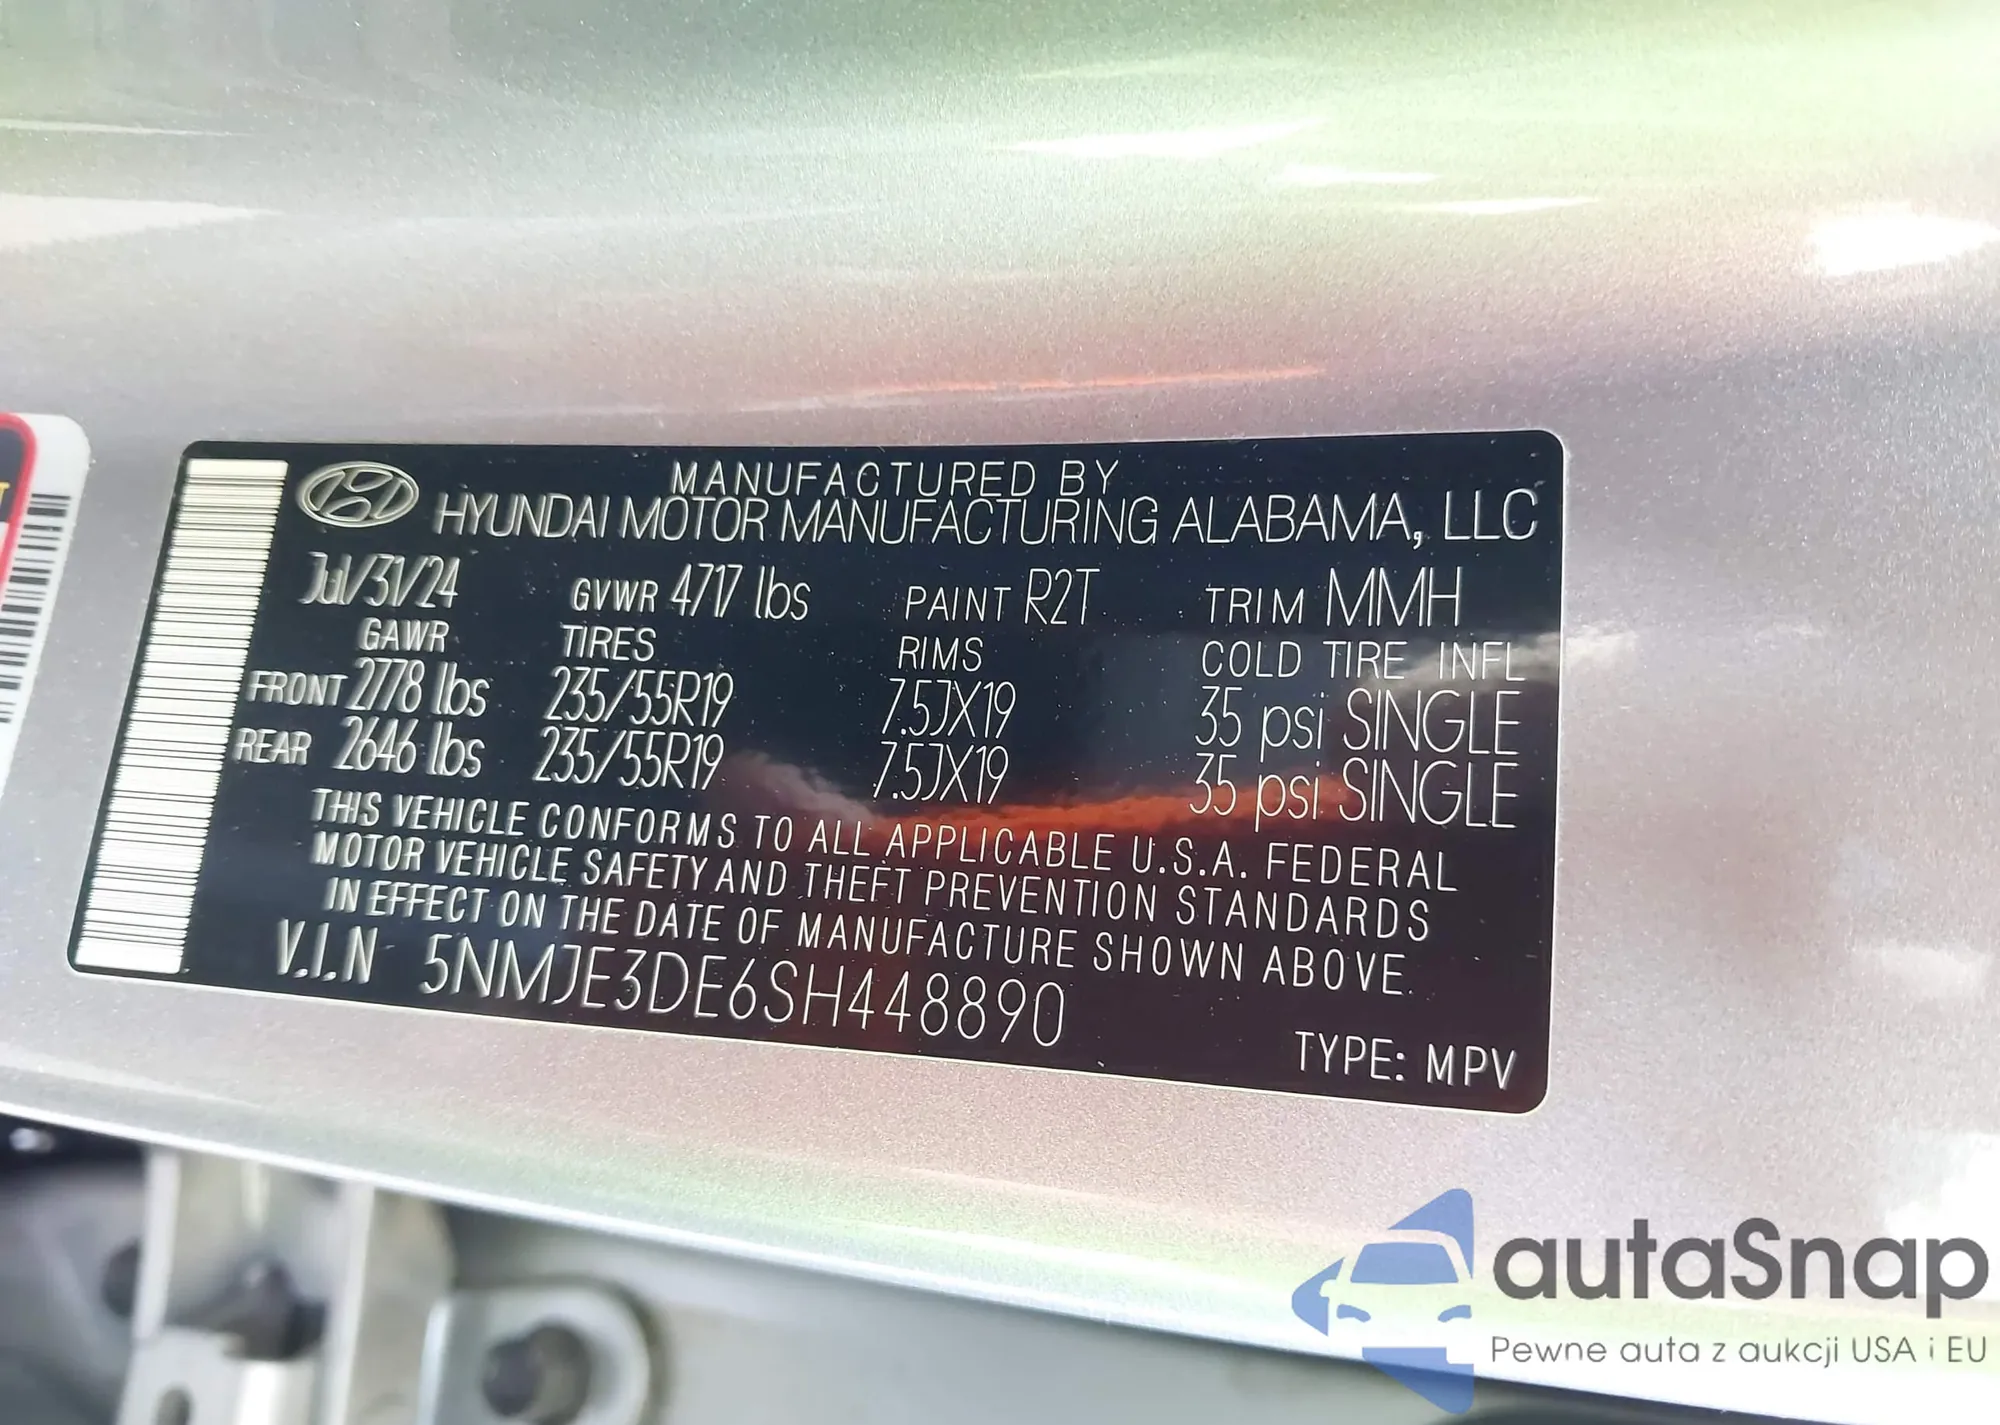 MANUFACTURED BY
HYUNDAI MOTOR MANUFACTURING ALABAMA, LLC
Jul/31/24 GVWR 4717 lbs PAINT R2T TRIM MMH
GAWR TIRES RIMS COLD TIRE INFL
FRONT 2778 lbs 235/55R19 7.5JX19 35 psi SINGLE
REAR 2646 lbs 235/55R19 7.5JX19 35 psi SINGLE
THIS VEHICLE CONFORMS TO ALL APPLICABLE U.S.A. FEDERAL
MOTOR VEHICLE SAFETY AND THEFT PREVENTION STANDARDS
IN EFFECT ON THE DATE OF MANUFACTURE SHOWN ABOVE.
V.I.N 5NMJE3DE6SH448890
TYPE: MPV
autaSnap
Pewne auta z aukcji USA i EU